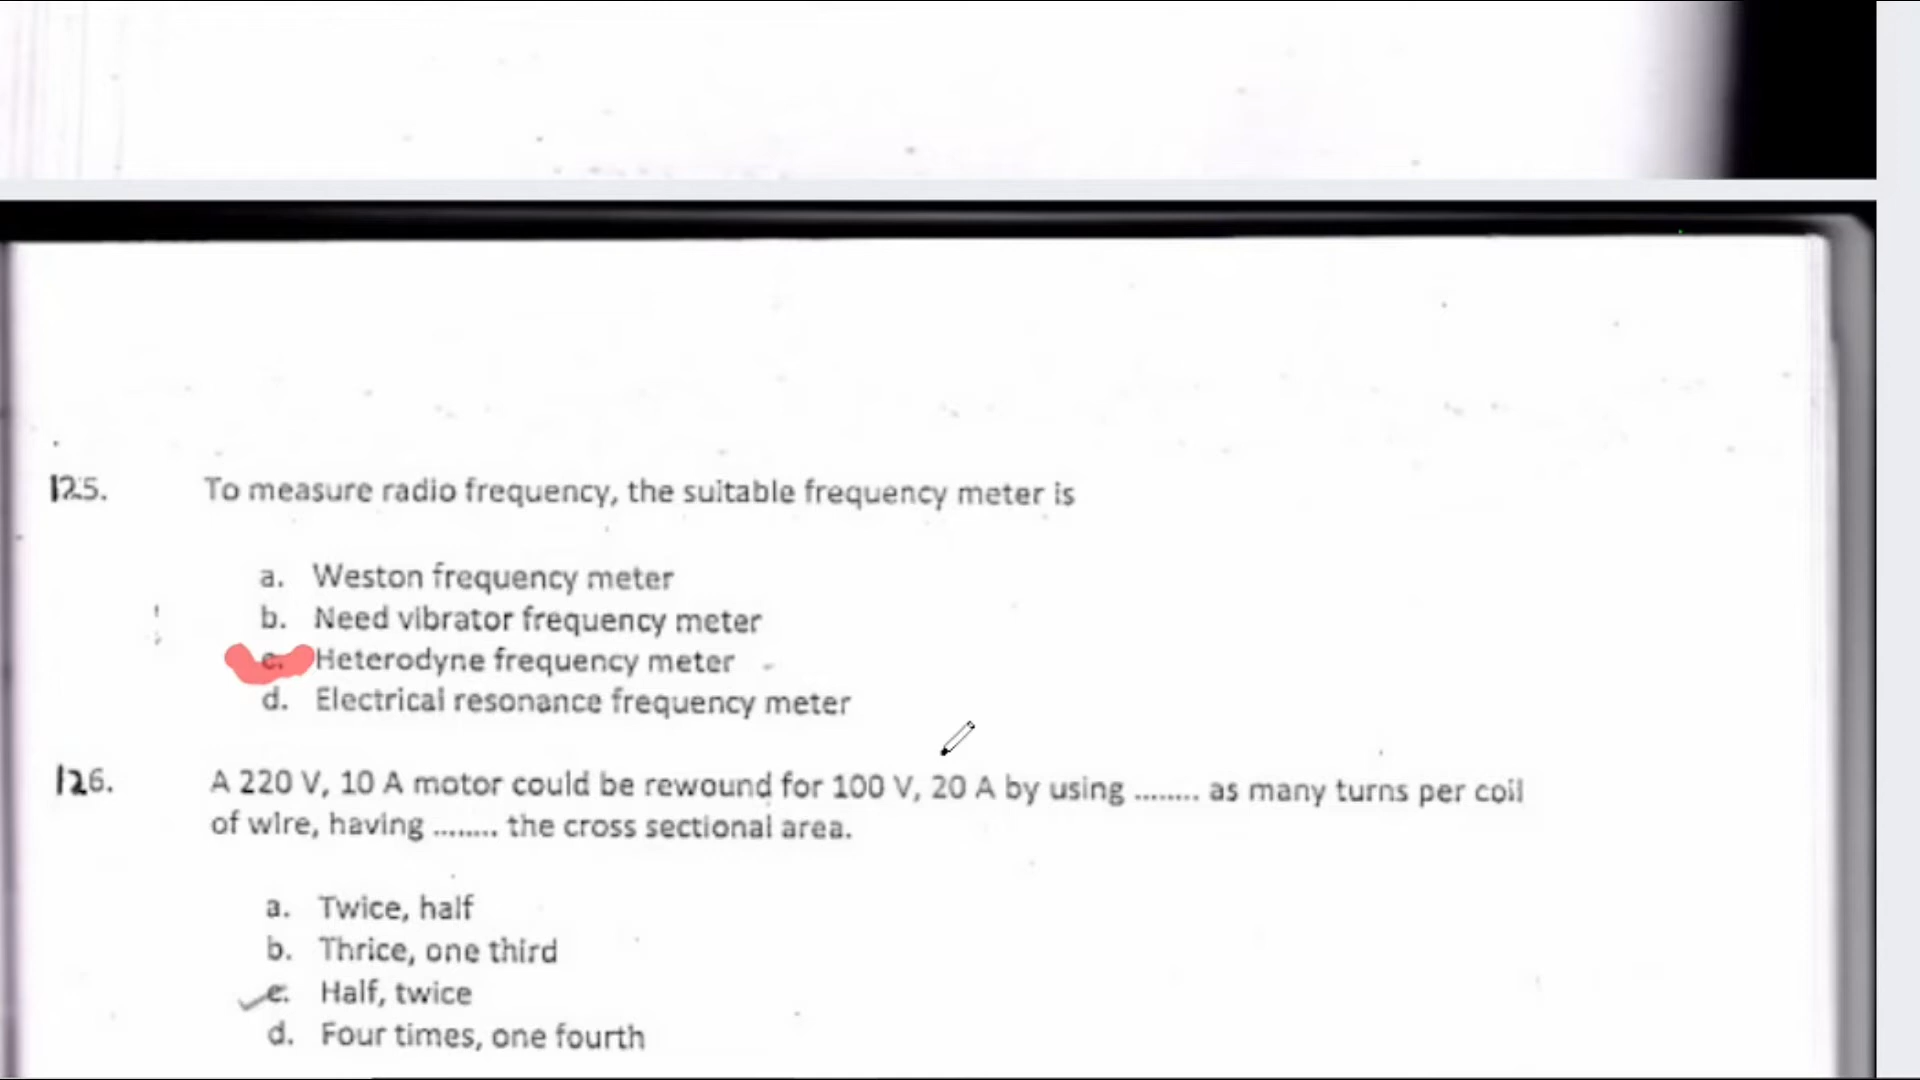 125. To measure radio frequency, the suitable frequency meter is
a. Weston frequency meter
b. Need vibrator frequency meter
c. Heterodyne frequency meter
d. Electrical resonance frequency meter
126. A 220 V, 10 A motor could be rewound for 100 V, 20 A by using ........ as many turns per coil
of wire, having ........ the cross sectional area.
a. Twice, half
b. Thrice, one third
c. Half, twice
d. Four times, one fourth